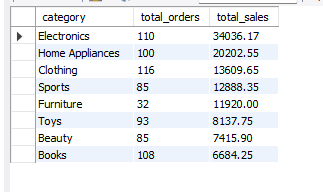 category total_orders total_sales
Electronics 110 34036.17
Home Appliances 100 20202.55
Clothing 116 13609.65
Sports 85 12888.35
Furniture 32 11920.00
Toys 93 8137.75
Beauty 85 7415.90
Books 108 6684.25